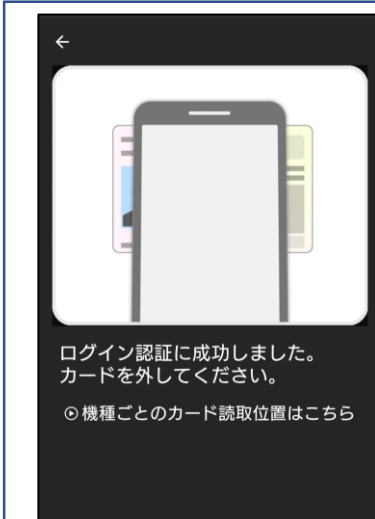 ログイン認証に成功しました。
カードを外してください。
機種ごとのカード読取位置はこちら